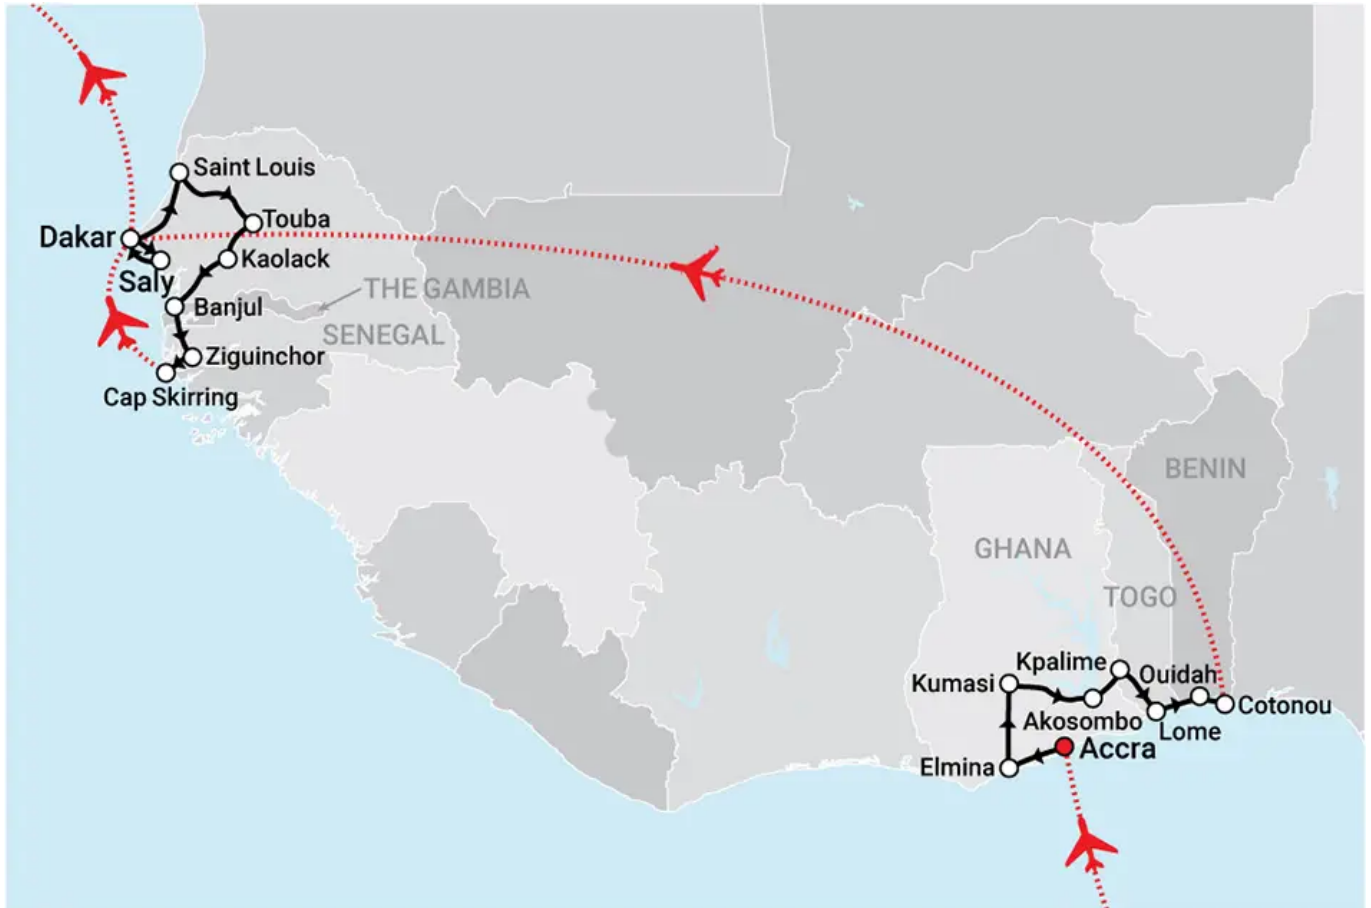 Saint Louis
Touba
Dakar
Kaolack
Saly
THE GAMBIA
Banjul
SENEGAL
Ziguinchor
Cap Skirring
BENIN
GHANA
TOGO
Kpalime
Ouidah
Kumasi
Cotonou
Akosombo
Lome
Accra
Elmina